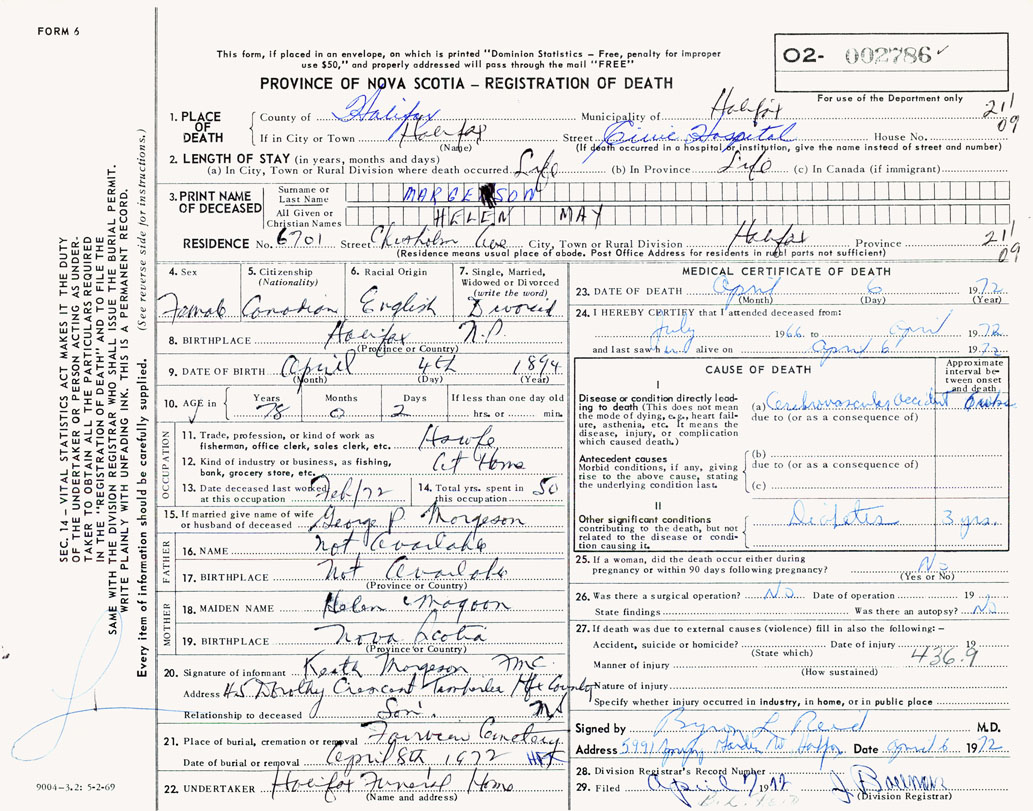 FORM 6
O2- 002786 ✓
This form, if placed in an envelope, on which is printed "Dominion Statistics – Free, penalty for improper
use $50," and properly addressed will pass through the mail "FREE"
PROVINCE OF NOVA SCOTIA – REGISTRATION OF DEATH
For use of the Department only
1. PLACE OF DEATH
County of Halifax Municipality of Halifax 211
If in City or Town Halifax Street Civic Hospital House No. 09
(Name) (If death occurred in a hospital or institution, give the name instead of street and number)
2. LENGTH OF STAY (in years, months and days)
(a) In City, Town or Rural Division where death occurred Life (b) In Province Life (c) In Canada (if immigrant)
3. PRINT NAME OF DECEASED
Surname or Last Name MARGESON
All Given or Christian Names HELEN MAY
RESIDENCE No. 6701 Street Chisholm Ave City, Town or Rural Division Halifax Province 211
(Residence means usual place of abode. Post Office Address for residents in rural parts not sufficient) 09
4. Sex
Female
5. Citizenship (Nationality)
Canadian
6. Racial Origin
English
7. Single, Married, Widowed or Divorced (write the word)
8. BIRTHPLACE Halifax
(Province or Country)
9. DATE OF BIRTH April 4th 1894
(Month) (Day) (Year)
10. AGE in Years 78 Months 0 Days 2
If less than one day old hrs. or min.
OCCUPATION
11. Trade, profession, or kind of work as fisherman, office clerk, sales clerk, etc.
12. Kind of industry or business, as fishing, bank, grocery store, etc. At Home
13. Date deceased last worked at this occupation Feb/72
14. Total yrs. spent in this occupation 50
15. If married give name of wife or husband of deceased George P Margeson
FATHER
16. NAME Not Available
17. BIRTHPLACE Not Available
(Province or Country)
MOTHER
18. MAIDEN NAME Helen Magoon
19. BIRTHPLACE Nova Scotia
(Province or Country)
20. Signature of informant Keith Margeson
Address 45 Dorothy Crescent Timberlea Hfx County
Relationship to deceased Son. NS
21. Place of burial, cremation or removal Fairview Cemetery
Date of burial or removal April 8th, 1972
22. UNDERTAKER Halifax Funeral Home
(Name and address)
MEDICAL CERTIFICATE OF DEATH
23. DATE OF DEATH April 6 1972
(Month) (Day) (Year)
24. I HEREBY CERTIFY that I attended deceased from:
July 1966 to April 1972
and last saw her alive on April 6 1972
CAUSE OF DEATH
Approximate interval between onset and death
I
Disease or condition directly leading to death (This does not mean the mode of dying, e.g., heart failure, asthenia, etc. It means the disease, injury, or complication which caused death.)
(a) Cerebrovascular Accident
due to (or as a consequence of)
Antecedent causes
Morbid conditions, if any, giving rise to the above cause, stating the underlying condition last.
(b)
due to (or as a consequence of)
(c)
II
Other significant conditions contributing to the death, but not related to the disease or condition causing it.
Diabetes 3 yrs.
25. If a woman, did the death occur either during pregnancy or within 90 days following pregnancy? No
(Yes or No)
26. Was there a surgical operation? No Date of operation 19
State findings Was there an autopsy? No
27. If death was due to external causes (violence) fill in also the following: –
Accident, suicide or homicide? Date of injury 19
(State which) 436.9
Manner of injury
(How sustained)
Nature of injury
Specify whether injury occurred in industry, in home, or in public place
Signed by Byron L Reid M.D.
Address 5991 Spring Garden Rd Halifax Date April 6 1972
28. Division Registrar's Record Number
29. Filed April 7 1972
(Division Registrar)
SEC. 14 – VITAL STATISTICS ACT MAKES IT THE DUTY
OF THE UNDERTAKER OR PERSON ACTING AS UNDER-
TAKER TO OBTAIN ALL THE PARTICULARS REQUIRED
IN THE "REGISTRATION OF DEATH" AND TO FILE THE
SAME WITH THE DIVISION REGISTRAR WHO SHALL ISSUE THE BURIAL PERMIT.
WRITE PLAINLY WITH UNFADING INK. THIS IS A PERMANENT RECORD.
Every item of information should be carefully supplied. (See reverse side for instructions.)
9004–3.2: 5-2-69